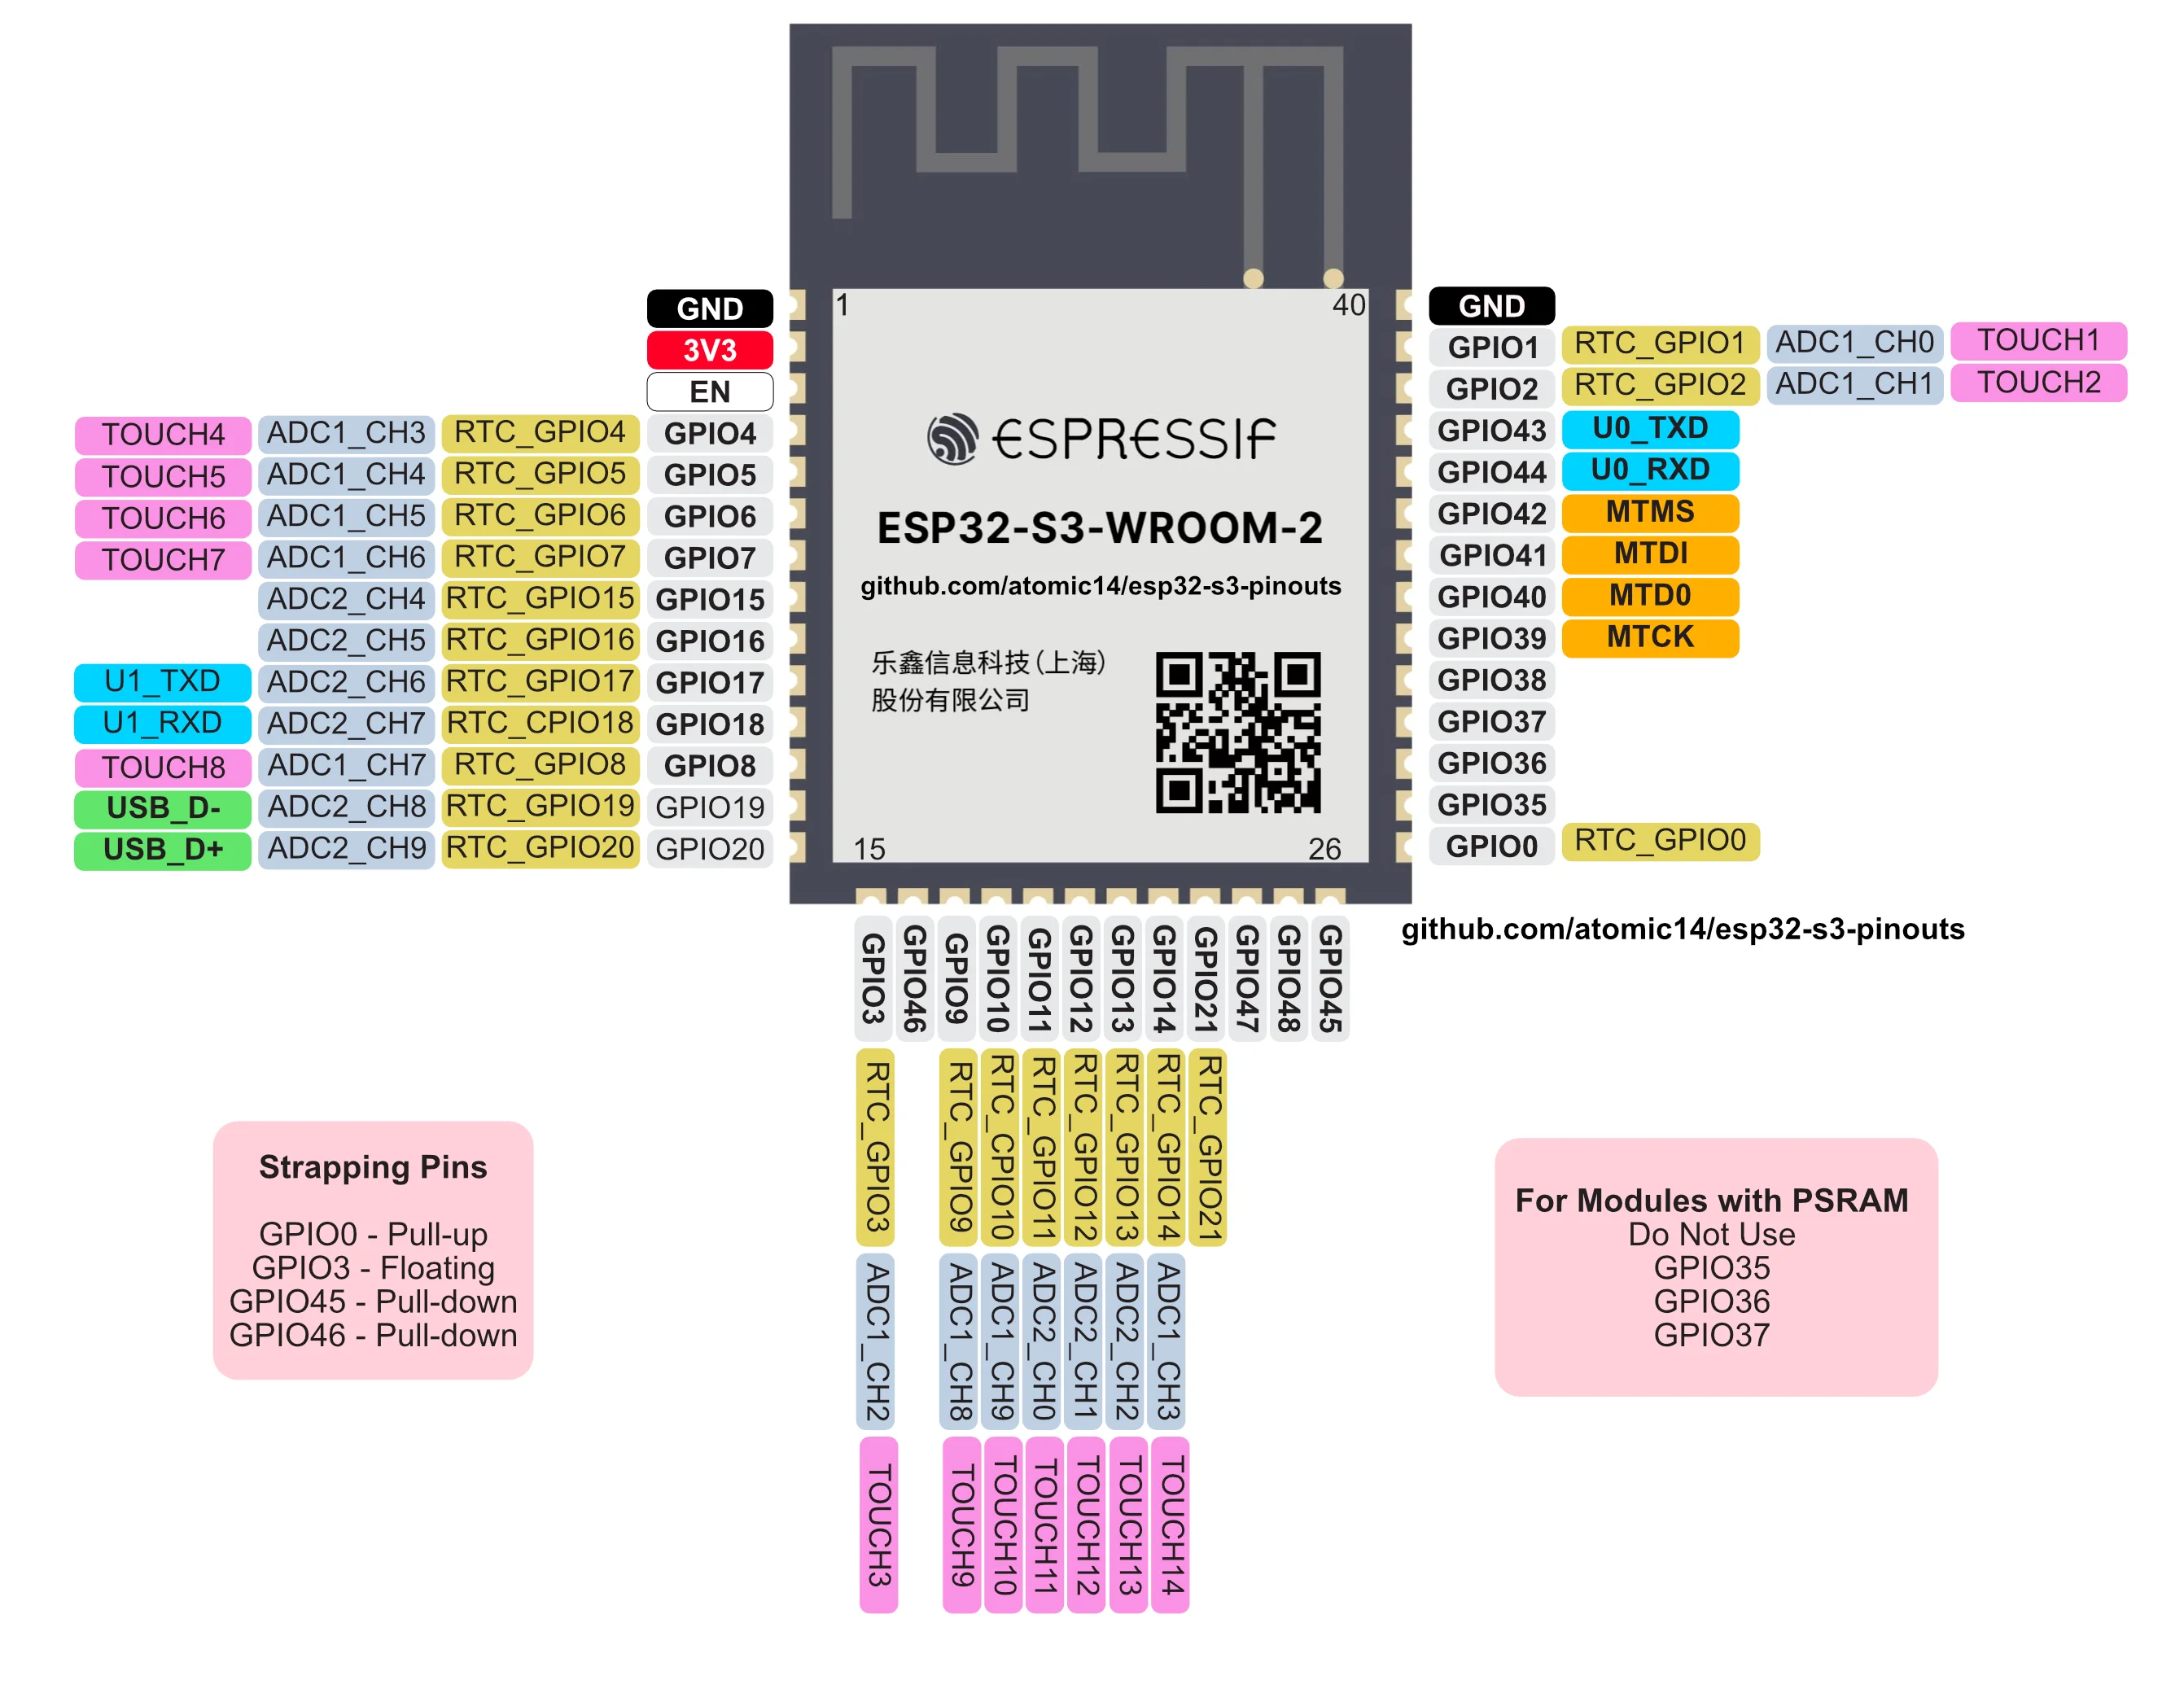 1
40
ESPRESSIF
ESP32-S3-WROOM-2
github.com/atomic14/esp32-s3-pinouts
乐鑫信息科技(上海)
股份有限公司
15
26
GND
3V3
EN
TOUCH4 ADC1_CH3 RTC_GPIO4 GPIO4
TOUCH5 ADC1_CH4 RTC_GPIO5 GPIO5
TOUCH6 ADC1_CH5 RTC_GPIO6 GPIO6
TOUCH7 ADC1_CH6 RTC_GPIO7 GPIO7
ADC2_CH4 RTC_GPIO15 GPIO15
ADC2_CH5 RTC_GPIO16 GPIO16
U1_TXD ADC2_CH6 RTC_GPIO17 GPIO17
U1_RXD ADC2_CH7 RTC_CPIO18 GPIO18
TOUCH8 ADC1_CH7 RTC_GPIO8 GPIO8
USB_D- ADC2_CH8 RTC_GPIO19 GPIO19
USB_D+ ADC2_CH9 RTC_GPIO20 GPIO20
GND
GPIO1 RTC_GPIO1 ADC1_CH0 TOUCH1
GPIO2 RTC_GPIO2 ADC1_CH1 TOUCH2
GPIO43 U0_TXD
GPIO44 U0_RXD
GPIO42 MTMS
GPIO41 MTDI
GPIO40 MTD0
GPIO39 MTCK
GPIO38
GPIO37
GPIO36
GPIO35
GPIO0 RTC_GPIO0
github.com/atomic14/esp32-s3-pinouts
GPIO3 RTC_GPIO3 ADC1_CH2 TOUCH3
GPIO46
GPIO9 RTC_GPIO9 ADC1_CH8 TOUCH9
GPIO10 RTC_CPIO10 ADC1_CH9 TOUCH10
GPIO11 RTC_GPIO11 ADC2_CH0 TOUCH11
GPIO12 RTC_GPIO12 ADC2_CH1 TOUCH12
GPIO13 RTC_GPIO13 ADC2_CH2 TOUCH13
GPIO14 RTC_GPIO14 ADC1_CH3 TOUCH14
GPIO21 RTC_GPIO21
GPIO47
GPIO48
GPIO45
Strapping Pins
GPIO0 - Pull-up
GPIO3 - Floating
GPIO45 - Pull-down
GPIO46 - Pull-down
For Modules with PSRAM
Do Not Use
GPIO35
GPIO36
GPIO37